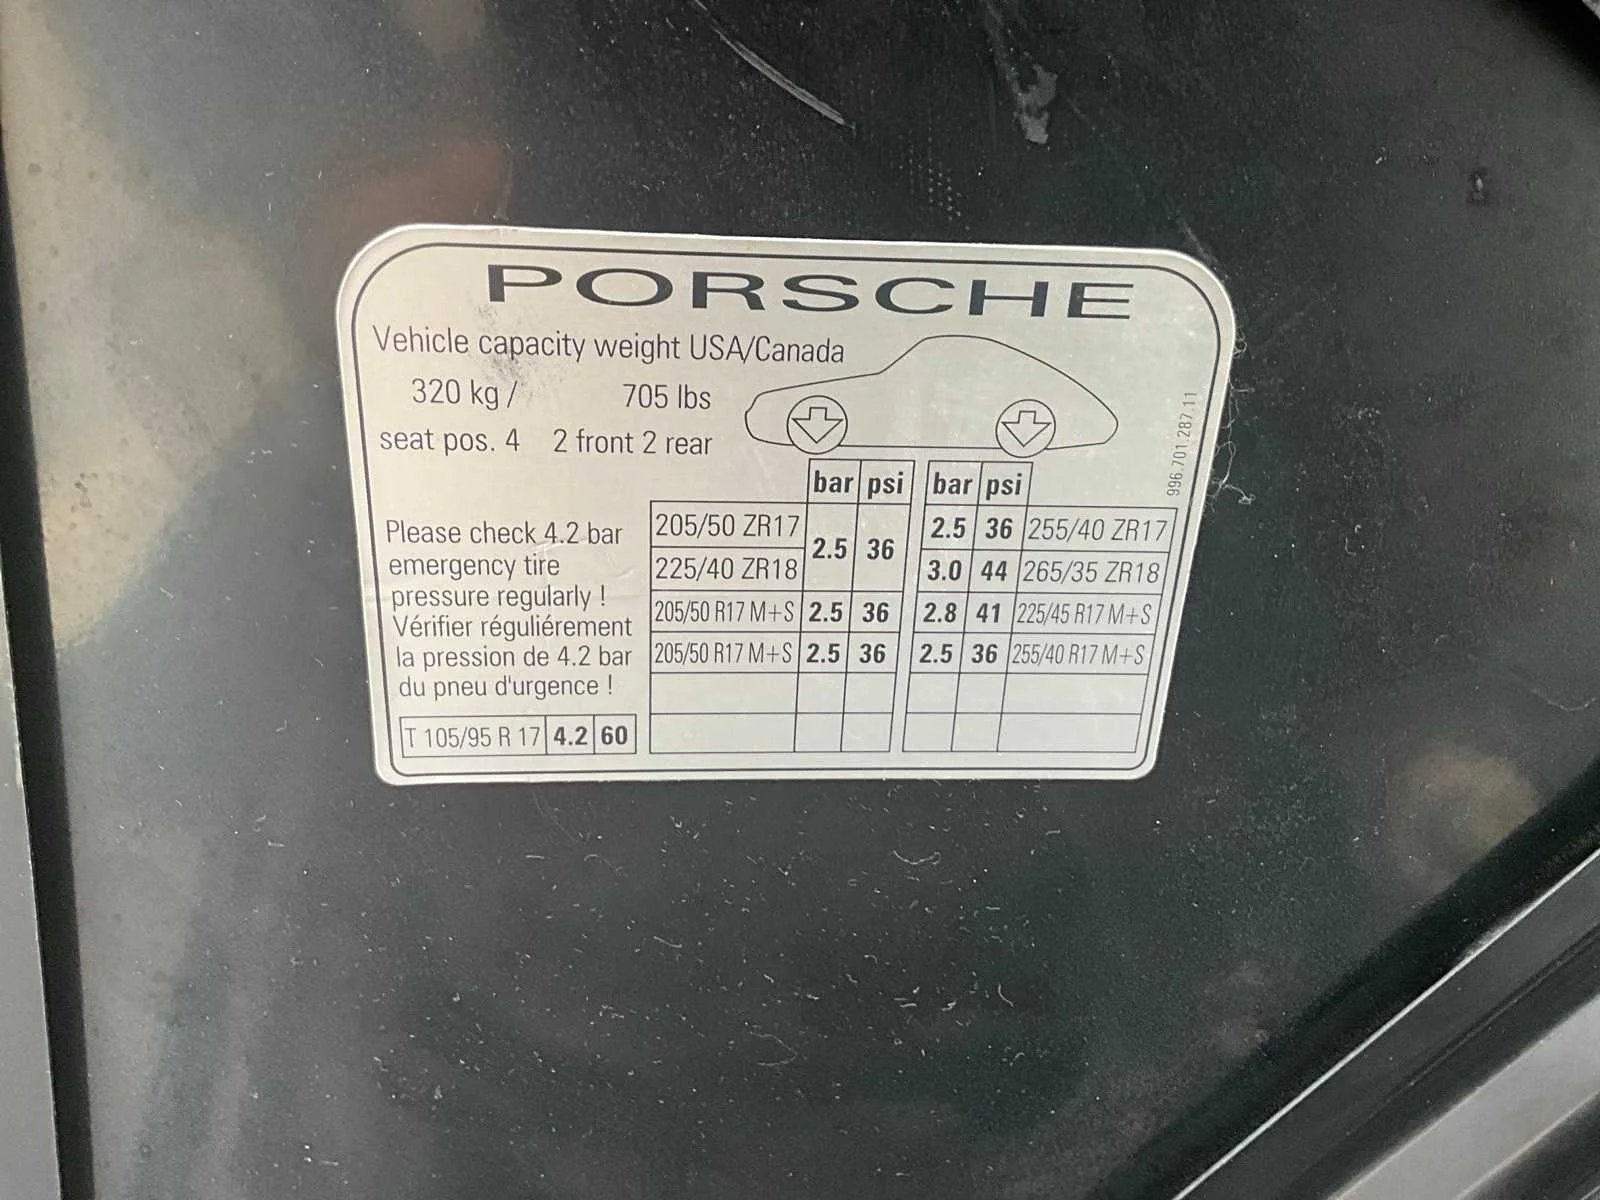 PORSCHE
Vehicle capacity weight USA/Canada
320 kg / 705 lbs
seat pos. 4 2 front 2 rear
996.701.287.11
bar psi bar psi
Please check 4.2 bar
emergency tire
pressure regularly !
Vérifier réguliérement
la pression de 4.2 bar
du pneu d'urgence !
T 105/95 R 17 4.2 60
205/50 ZR17 2.5 36 2.5 36 255/40 ZR17
225/40 ZR18 3.0 44 265/35 ZR18
205/50 R17 M+S 2.5 36 2.8 41 225/45 R17 M+S
205/50 R17 M+S 2.5 36 2.5 36 255/40 R17 M+S